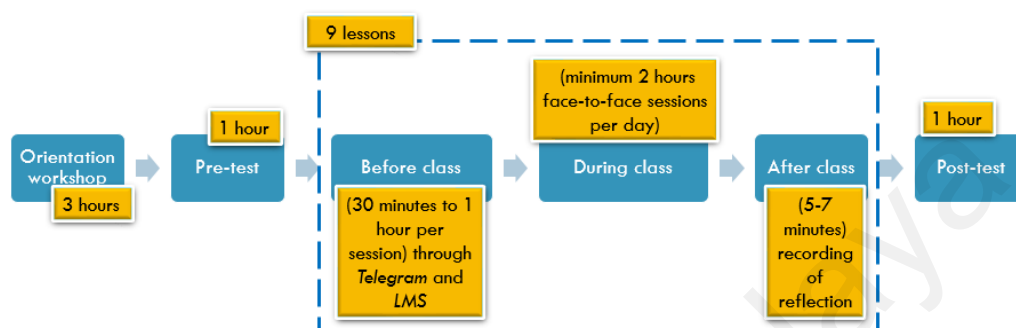 9 lessons
Orientation
workshop
3 hours
1 hour
Pre-test
Before class
(30 minutes to 1
hour per
session) through
Telegram and
LMS
(minimum 2 hours
face-to-face sessions
per day)
During class
After class
(5-7
minutes)
recording
of
reflection
1 hour
Post-test
laya